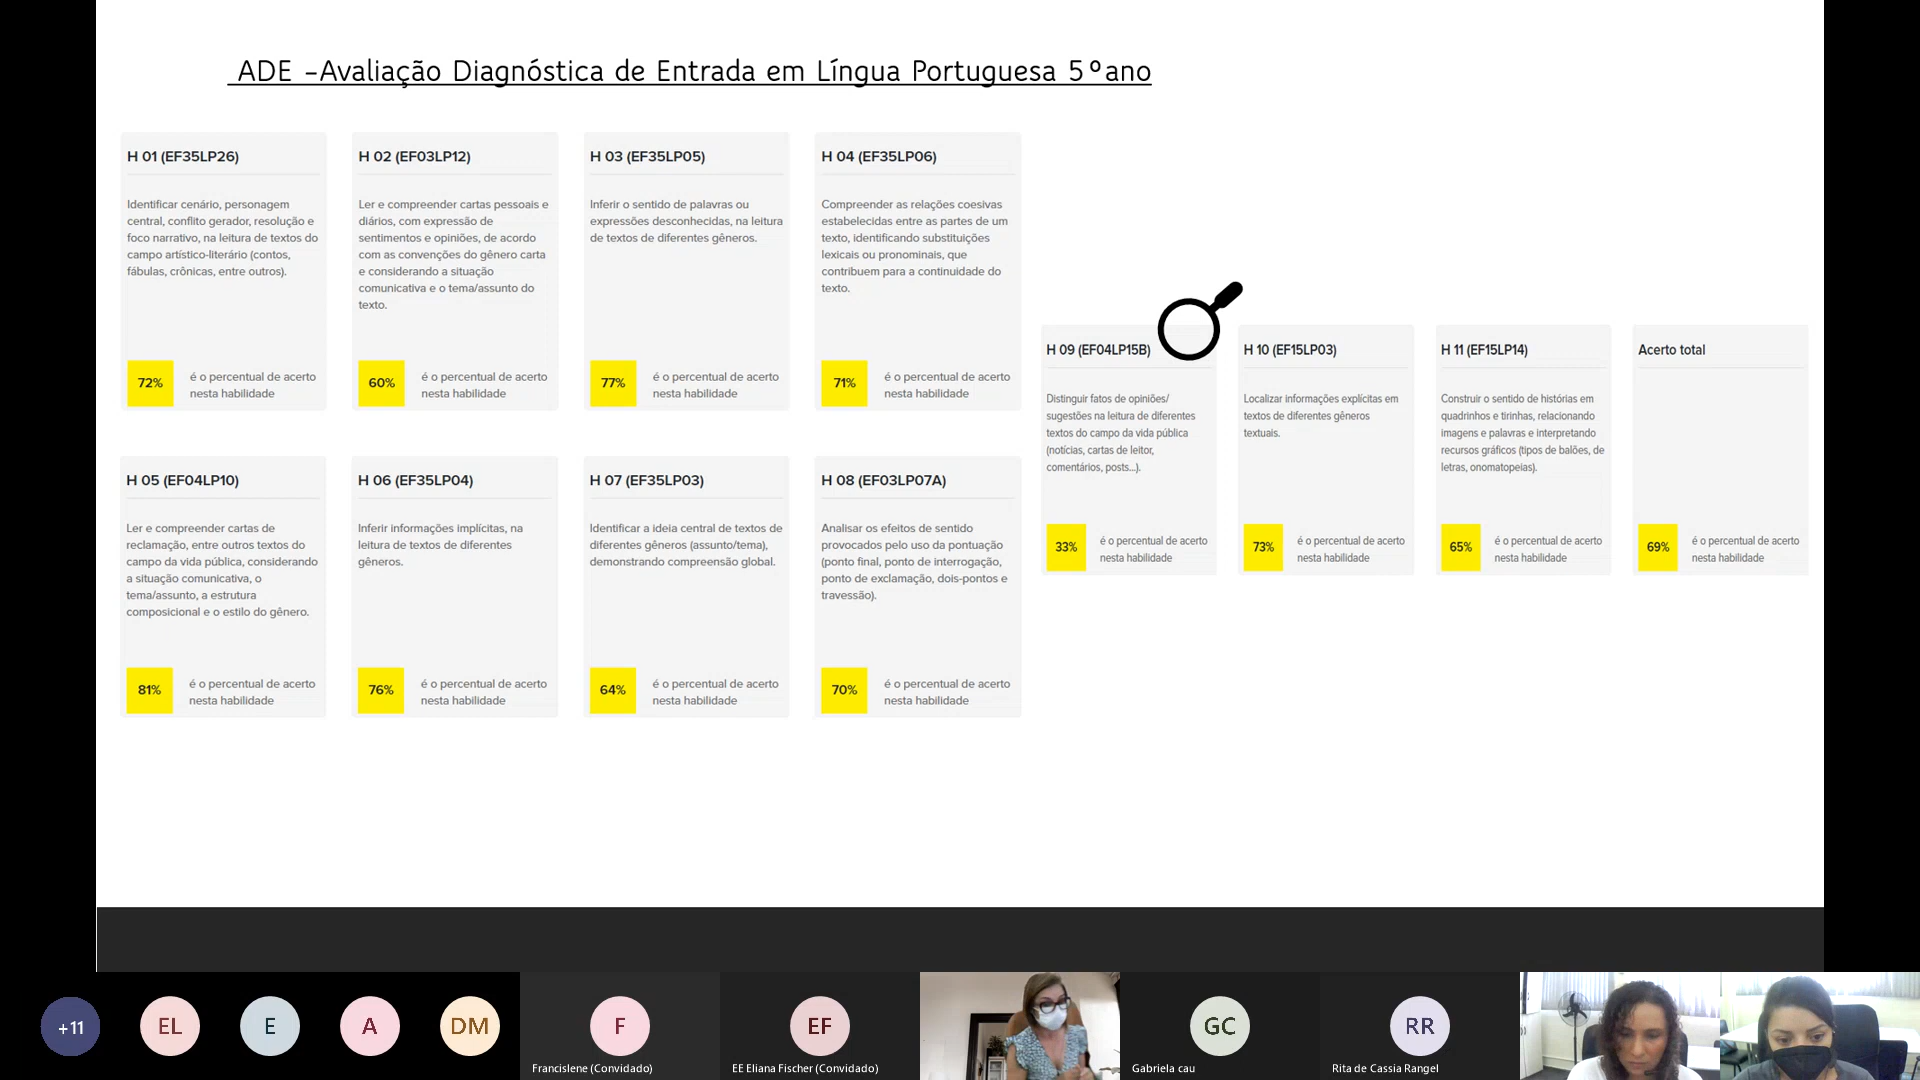 ADE -Avaliação Diagnóstica de Entrada em Língua Portuguesa 5ºano
H 01 (EF35LP26)
Identificar cenário, personagem
central, conflito gerador, resolução e
foco narrativo, na leitura de textos do
campo artístico-literário (contos,
fábulas, crônicas, entre outros).
72%
é o percentual de acerto
nesta habilidade
H 02 (EF03LP12)
Ler e compreender cartas pessoais e
diários, com expressão de
sentimentos e opiniões, de acordo
com as convenções do gênero carta
e considerando a situação
comunicativa e o tema/assunto do
texto.
60%
é o percentual de acerto
nesta habilidade
H 03 (EF35LP05)
Inferir o sentido de palavras ou
expressões desconhecidas, na leitura
de textos de diferentes gêneros.
77%
é o percentual de acerto
nesta habilidade
H 04 (EF35LP06)
Compreender as relações coesivas
estabelecidas entre as partes de um
texto, identificando substituições
lexicais ou pronominais, que
contribuem para a continuidade do
texto.
71%
é o percentual de acerto
nesta habilidade
H 05 (EF04LP10)
Ler e compreender cartas de
reclamação, entre outros textos do
campo da vida pública, considerando
a situação comunicativa, o
tema/assunto, a estrutura
composicional e o estilo do gênero.
81%
é o percentual de acerto
nesta habilidade
H 06 (EF35LP04)
Inferir informações implícitas, na
leitura de textos de diferentes
gêneros.
76%
é o percentual de acerto
nesta habilidade
H 07 (EF35LP03)
Identificar a ideia central de textos de
diferentes gêneros (assunto/tema),
demonstrando compreensão global.
64%
é o percentual de acerto
nesta habilidade
H 08 (EF03LP07A)
Analisar os efeitos de sentido
provocados pelo uso da pontuação
(ponto final, ponto de interrogação,
ponto de exclamação, dois-pontos e
travessão).
70%
é o percentual de acerto
nesta habilidade
H 09 (EF04LP15B)
Distinguir fatos de opiniões/
sugestões na leitura de diferentes
textos do campo da vida pública
(notícias, cartas de leitor,
comentários, posts...).
33%
é o percentual de acerto
nesta habilidade
H 10 (EF15LP03)
Localizar informações explícitas em
textos de diferentes gêneros
textuais.
73%
é o percentual de acerto
nesta habilidade
H 11 (EF15LP14)
Construir o sentido de histórias em
quadrinhos e tirinhas, relacionando
imagens e palavras e interpretando
recursos gráficos (tipos de balões, de
letras, onomatopeias).
65%
é o percentual de acerto
nesta habilidade
Acerto total
69%
é o percentual de acerto
nesta habilidade
+11
EL
E
A
DM
F
Francislene (Convidado)
EF
EE Eliana Fischer (Convidado)
GC
Gabriela cau
RR
Rita de Cassia Rangel